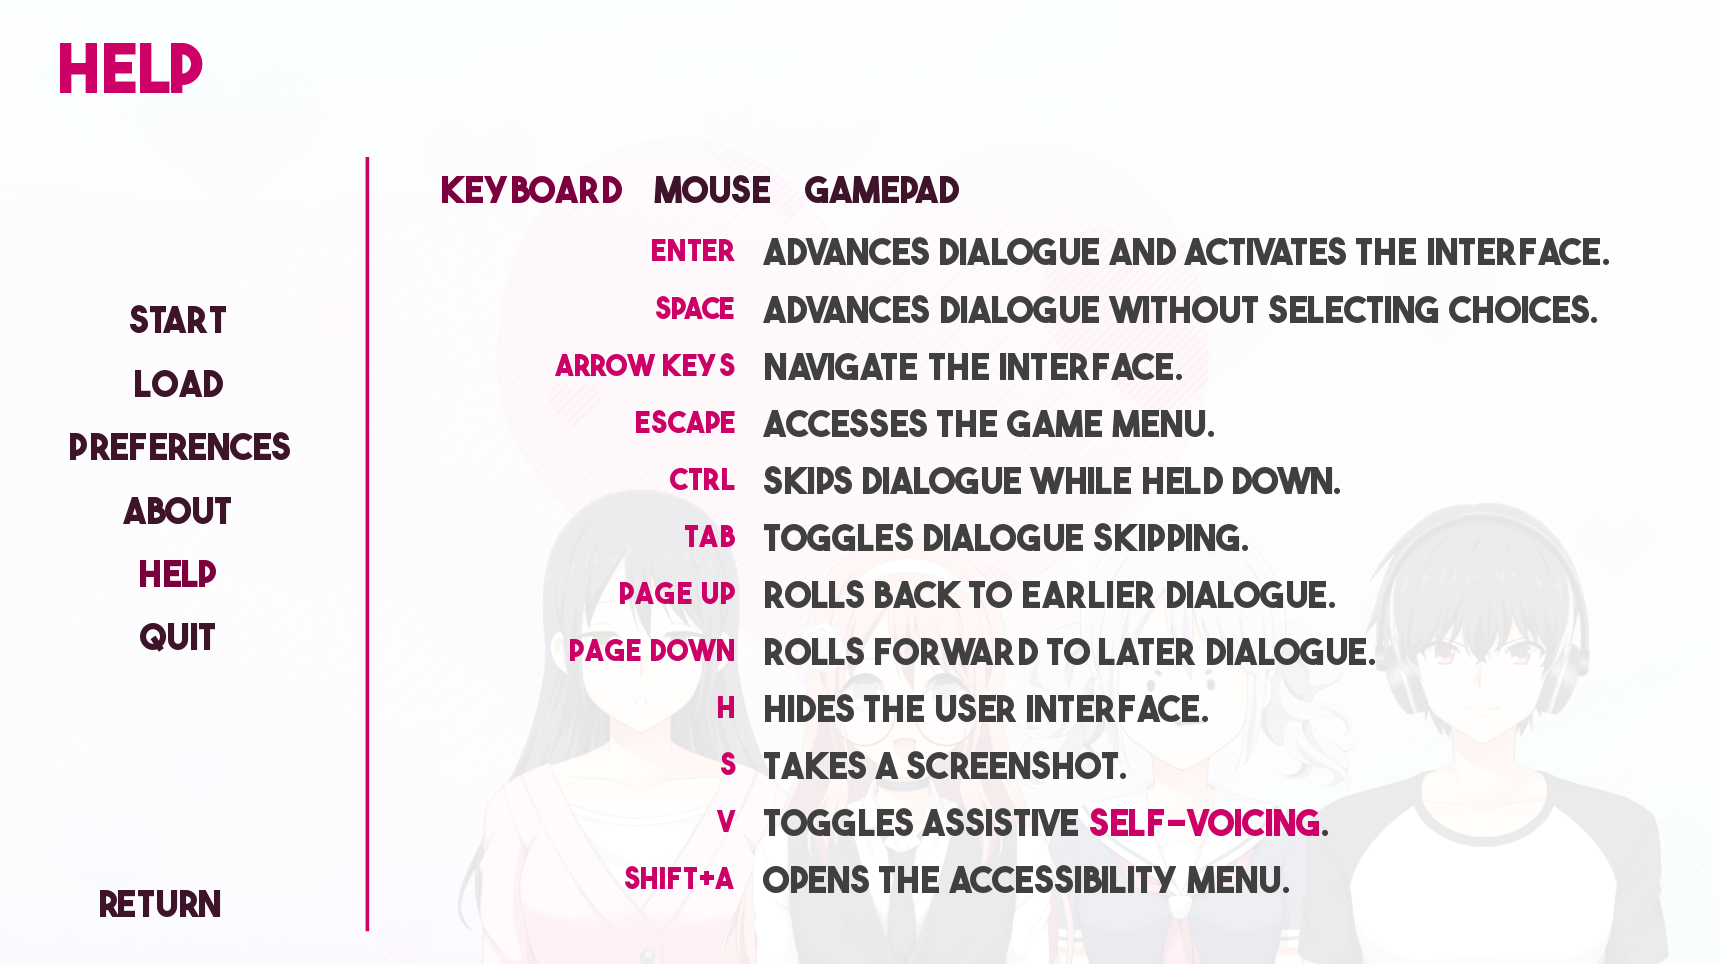 HELP
KEYBOARD MOUSE GAMEPAD
ENTER ADVANCES DIALOGUE AND ACTIVATES THE INTERFACE.
SPACE ADVANCES DIALOGUE WITHOUT SELECTING CHOICES.
ARROW KEYS NAVIGATE THE INTERFACE.
ESCAPE ACCESSES THE GAME MENU.
CTRL SKIPS DIALOGUE WHILE HELD DOWN.
TAB TOGGLES DIALOGUE SKIPPING.
PAGE UP ROLLS BACK TO EARLIER DIALOGUE.
PAGE DOWN ROLLS FORWARD TO LATER DIALOGUE.
H HIDES THE USER INTERFACE.
S TAKES A SCREENSHOT.
V TOGGLES ASSISTIVE SELF-VOICING.
SHIFT+A OPENS THE ACCESSIBILITY MENU.
START
LOAD
PREFERENCES
ABOUT
HELP
QUIT
RETURN